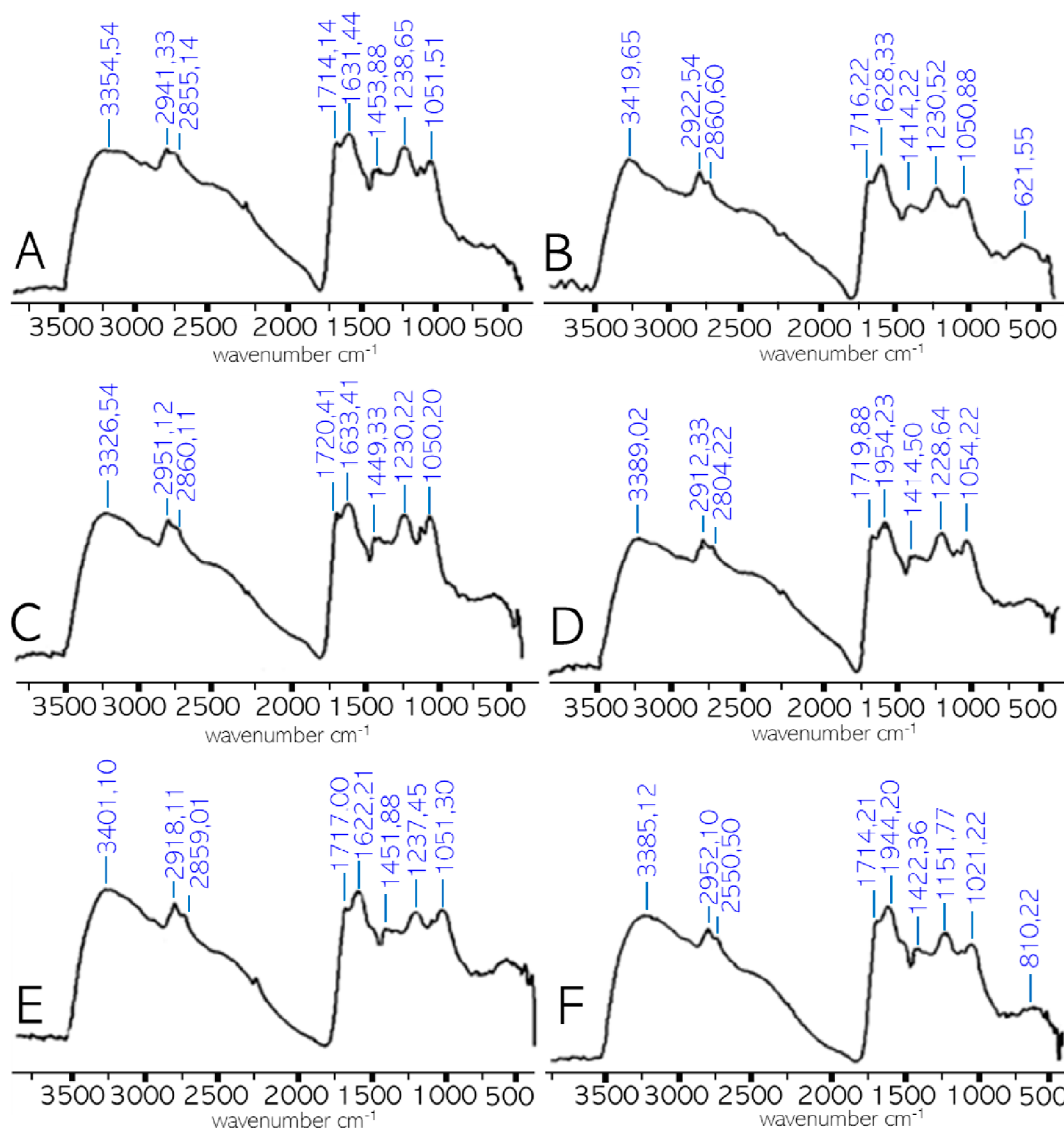 3354,54
2941,33
2855,14
1714,14
1631,44
1453,88
1238,65
1051,51
A
3500 3000 2500 2000 1500 1000 500
wavenumber cm⁻¹
3419,65
2922,54
2860,60
1716,22
1628,33
1414,22
1230,52
1050,88
621,55
B
3500 3000 2500 2000 1500 1000 500
wavenumber cm⁻¹
3326,54
2951,12
2860,11
1720,41
1633,41
1449,33
1230,22
1050,20
C
3500 3000 2500 2000 1500 1000 500
wavenumber cm⁻¹
3389,02
2912,33
2804,22
1719,88
1954,23
1414,50
1228,64
1054,22
D
3500 3000 2500 2000 1500 1000 500
wavenumber cm⁻¹
3401,10
2918,11
2859,01
1717.00
1622,21
1451,88
1237,45
1051,30
E
3500 3000 2500 2000 1500 1000 500
wavenumber cm⁻¹
3385,12
2952,10
2550,50
1714,21
1944,20
1422,36
1151,77
1021,22
810,22
F
3500 3000 2500 2000 1500 1000 500
wavenumber cm⁻¹